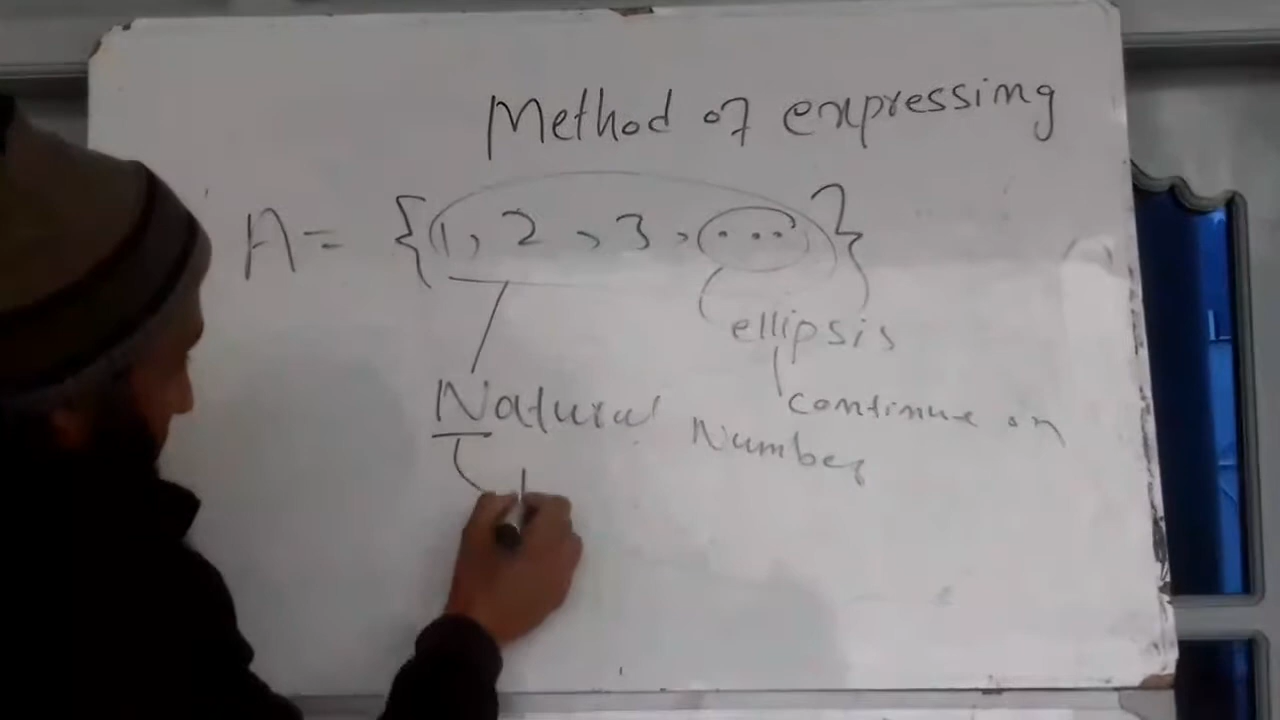 Method of expressing
A = {1, 2, 3, ...}
ellipsis
continue on
Natural Number